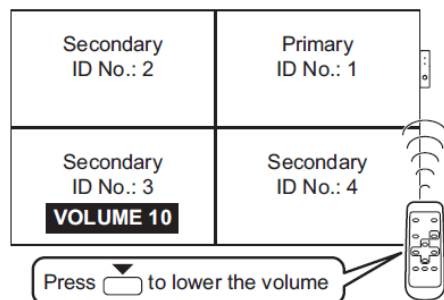 Secondary
ID No.: 2
Primary
ID No.: 1
Secondary
ID No.: 3
VOLUME 10
Secondary
ID No.: 4
Press to lower the volume